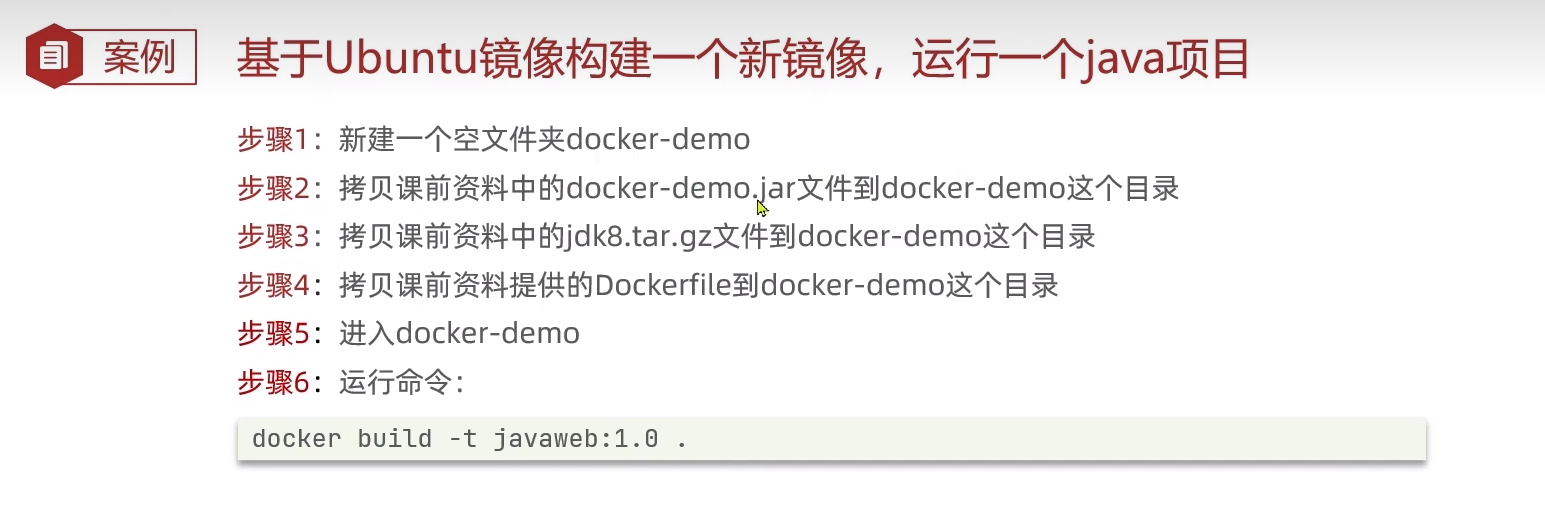 案例
基于Ubuntu镜像构建一个新镜像，运行一个java项目
步骤1：新建一个空文件夹docker-demo
步骤2：拷贝课前资料中的docker-demo.jar文件到docker-demo这个目录
步骤3：拷贝课前资料中的jdk8.tar.gz文件到docker-demo这个目录
步骤4：拷贝课前资料提供的Dockerfile到docker-demo这个目录
步骤5：进入docker-demo
步骤6：运行命令：
docker build -t javaweb:1.0 .